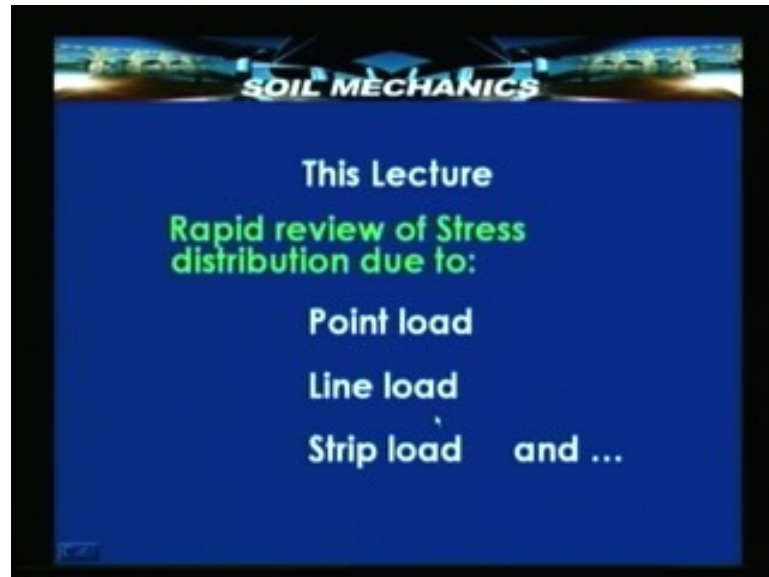 SOIL MECHANICS
This Lecture
Rapid review of Stress
distribution due to:
Point load
Line load
Strip load and ...